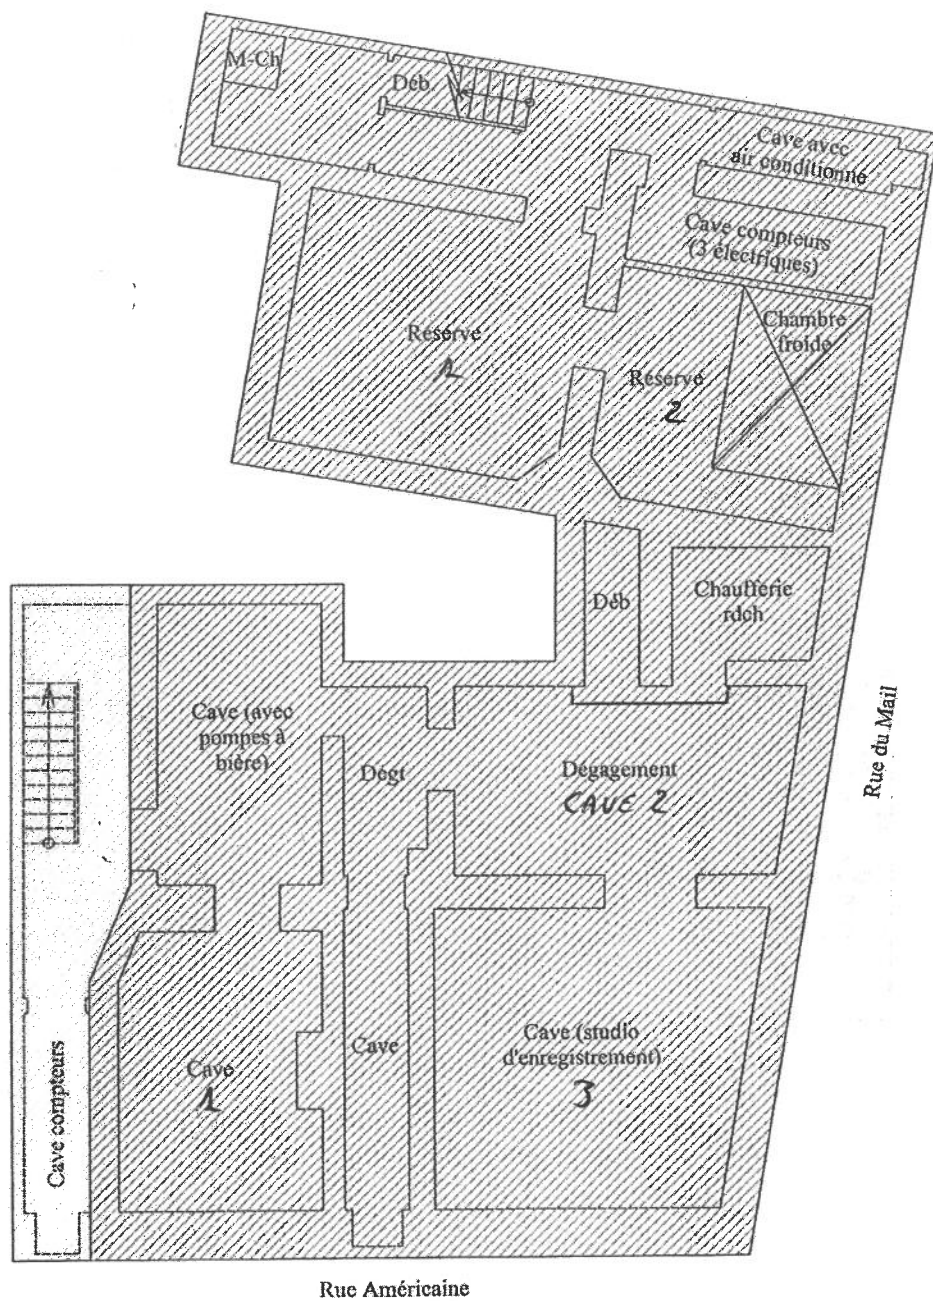 M-Ch
Déb.
Cave avec
air conditionné
Cave compteurs
(3 électriques)
Chambre
froide
Réserve
1
Réserve
2
Déb
Chaufferie
rdch
Cave (avec
pompes à
bière)
Dégt
Dégagement
CAVE 2
Rue du Mail
Cave compteurs
Cave
1
Cave
Cave (studio
d'enregistrement)
3
Rue Américaine